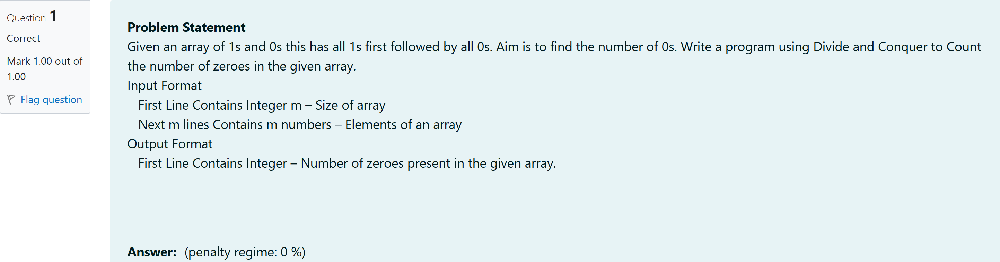 Question 1
Correct
Mark 1.00 out of
1.00
Flag question
Problem Statement
Given an array of 1s and 0s this has all 1s first followed by all 0s. Aim is to find the number of 0s. Write a program using Divide and Conquer to Count
the number of zeroes in the given array.
Input Format
First Line Contains Integer m – Size of array
Next m lines Contains m numbers – Elements of an array
Output Format
First Line Contains Integer – Number of zeroes present in the given array.
Answer: (penalty regime: 0 %)